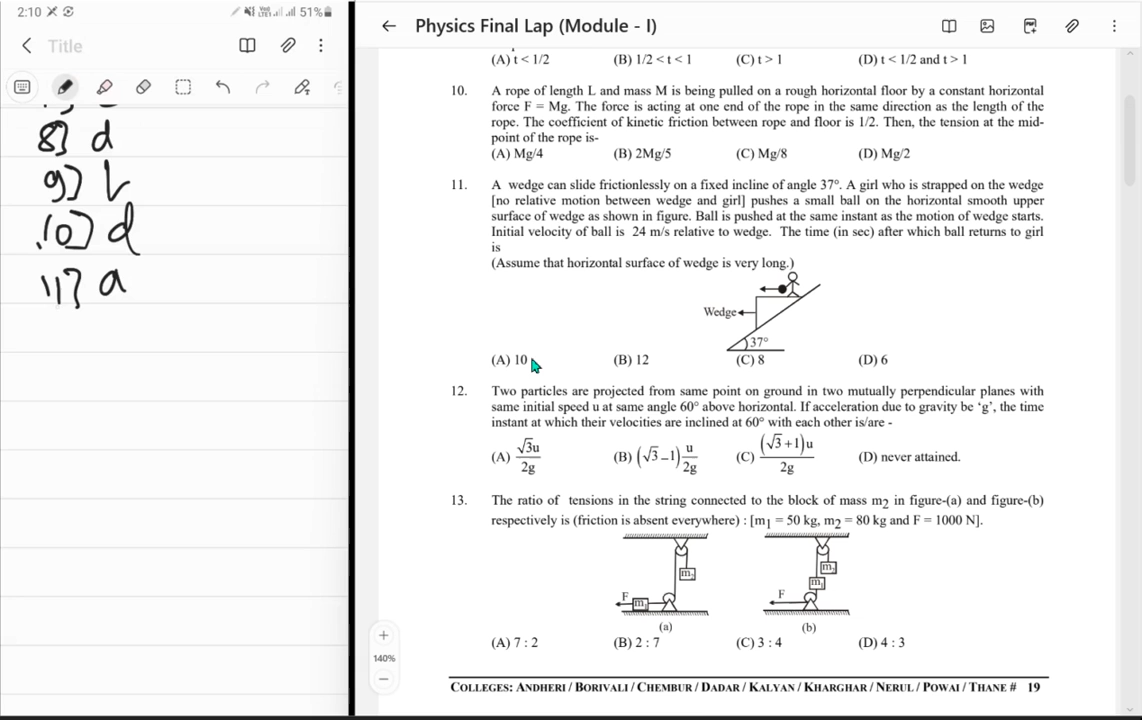 2:10 51%
Title
8) d
9) b
10) d
11) a
Physics Final Lap (Module - I)
(A) t < 1/2 (B) 1/2 < t < 1 (C) t > 1 (D) t < 1/2 and t > 1
10. A rope of length L and mass M is being pulled on a rough horizontal floor by a constant horizontal
force F = Mg. The force is acting at one end of the rope in the same direction as the length of the
rope. The coefficient of kinetic friction between rope and floor is 1/2. Then, the tension at the mid-
point of the rope is-
(A) Mg/4 (B) 2Mg/5 (C) Mg/8 (D) Mg/2
11. A wedge can slide frictionlessly on a fixed incline of angle 37°. A girl who is strapped on the wedge
[no relative motion between wedge and girl] pushes a small ball on the horizontal smooth upper
surface of wedge as shown in figure. Ball is pushed at the same instant as the motion of wedge starts.
Initial velocity of ball is 24 m/s relative to wedge. The time (in sec) after which ball returns to girl
is
(Assume that horizontal surface of wedge is very long.)
Wedge
37°
(A) 10 (B) 12 (C) 8 (D) 6
12. Two particles are projected from same point on ground in two mutually perpendicular planes with
same initial speed u at same angle 60° above horizontal. If acceleration due to gravity be ‘g’, the time
instant at which their velocities are inclined at 60° with each other is/are -
(A) √3u/2g (B) (√3 – 1) u/2g (C) (√3 + 1)u/2g (D) never attained.
13. The ratio of tensions in the string connected to the block of mass m2 in figure-(a) and figure-(b)
respectively is (friction is absent everywhere) : [m1 = 50 kg, m2 = 80 kg and F = 1000 N].
F
F
(a) (b)
(A) 7 : 2 (B) 2 : 7 (C) 3 : 4 (D) 4 : 3
140%
COLLEGES: ANDHERI / BORIVALI / CHEMBUR / DADAR / KALYAN / KHARGHAR / NERUL / POWAI / THANE # 19